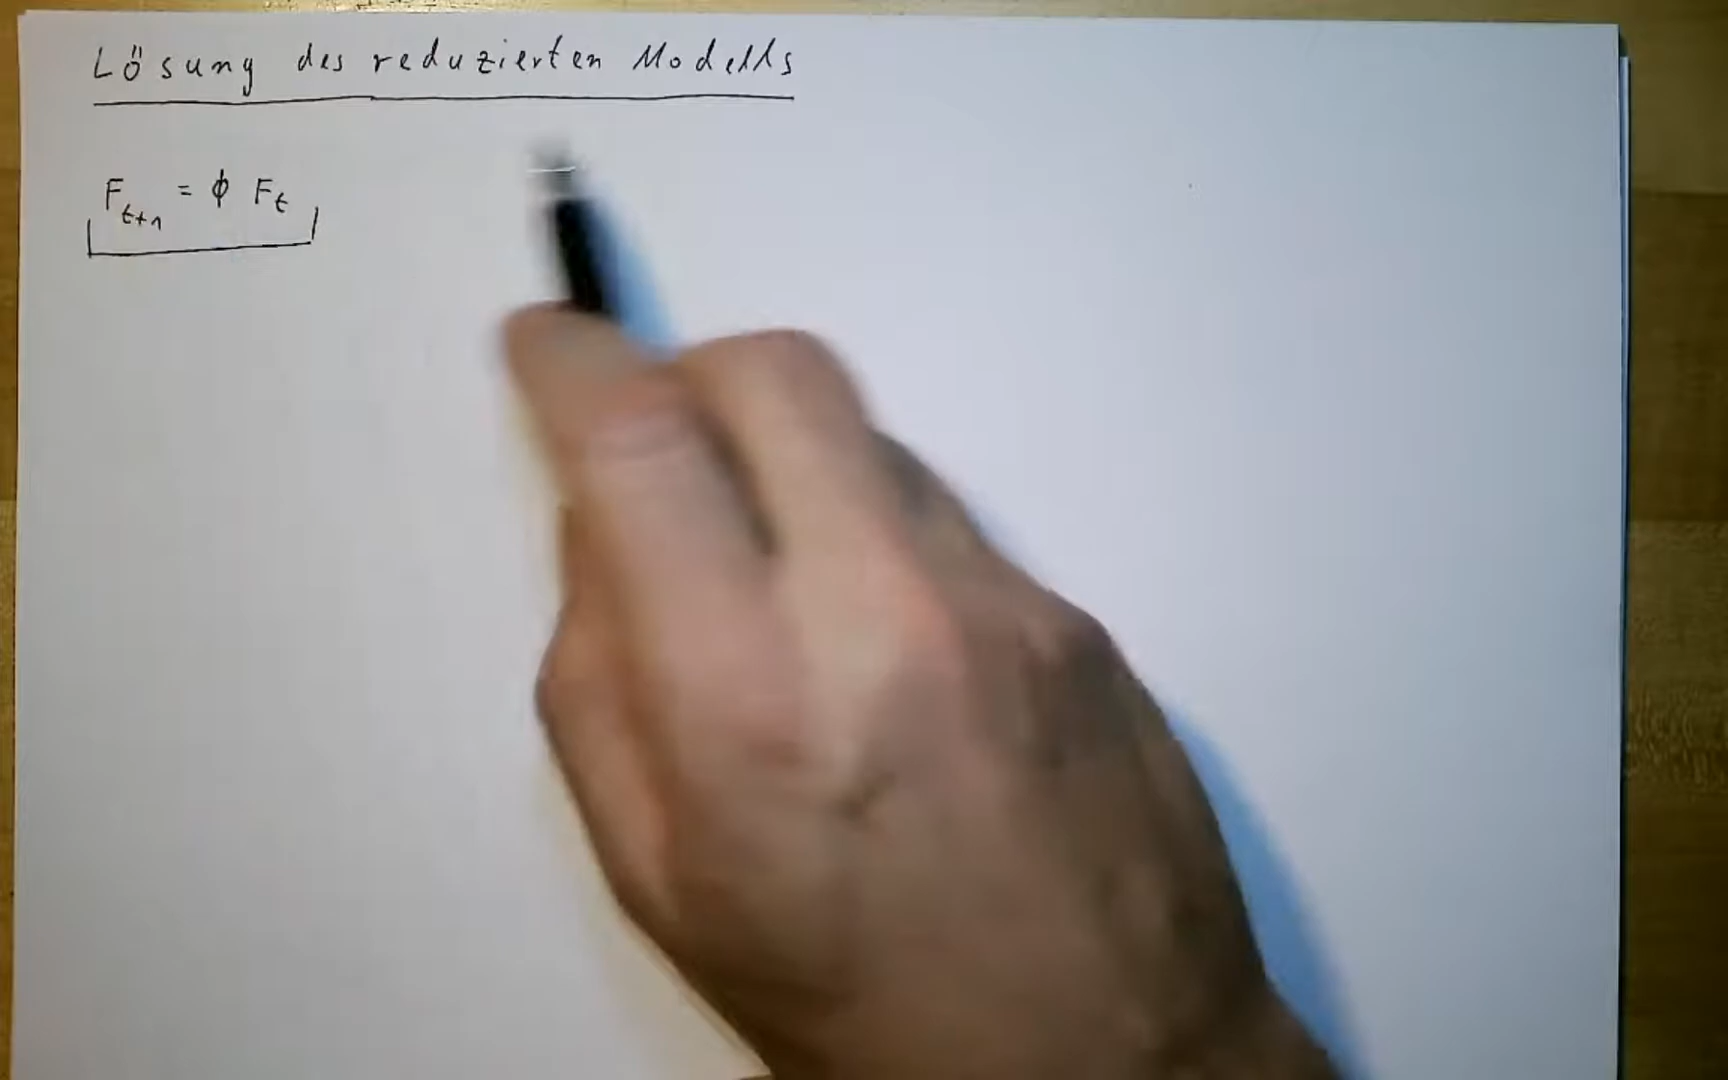 Lösung des reduzierten Modells
F_{t+1} = ϕ F_t